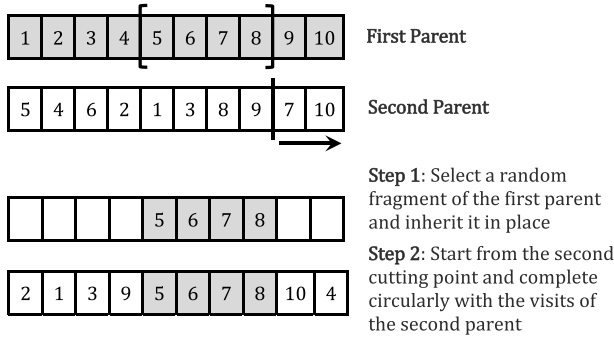 1 2 3 4 5 6 7 8 9 10 First Parent
5 4 6 2 1 3 8 9 7 10 Second Parent
Step 1: Select a random
fragment of the first parent
and inherit it in place
5 6 7 8
Step 2: Start from the second
cutting point and complete
circularly with the visits of
the second parent
2 1 3 9 5 6 7 8 10 4